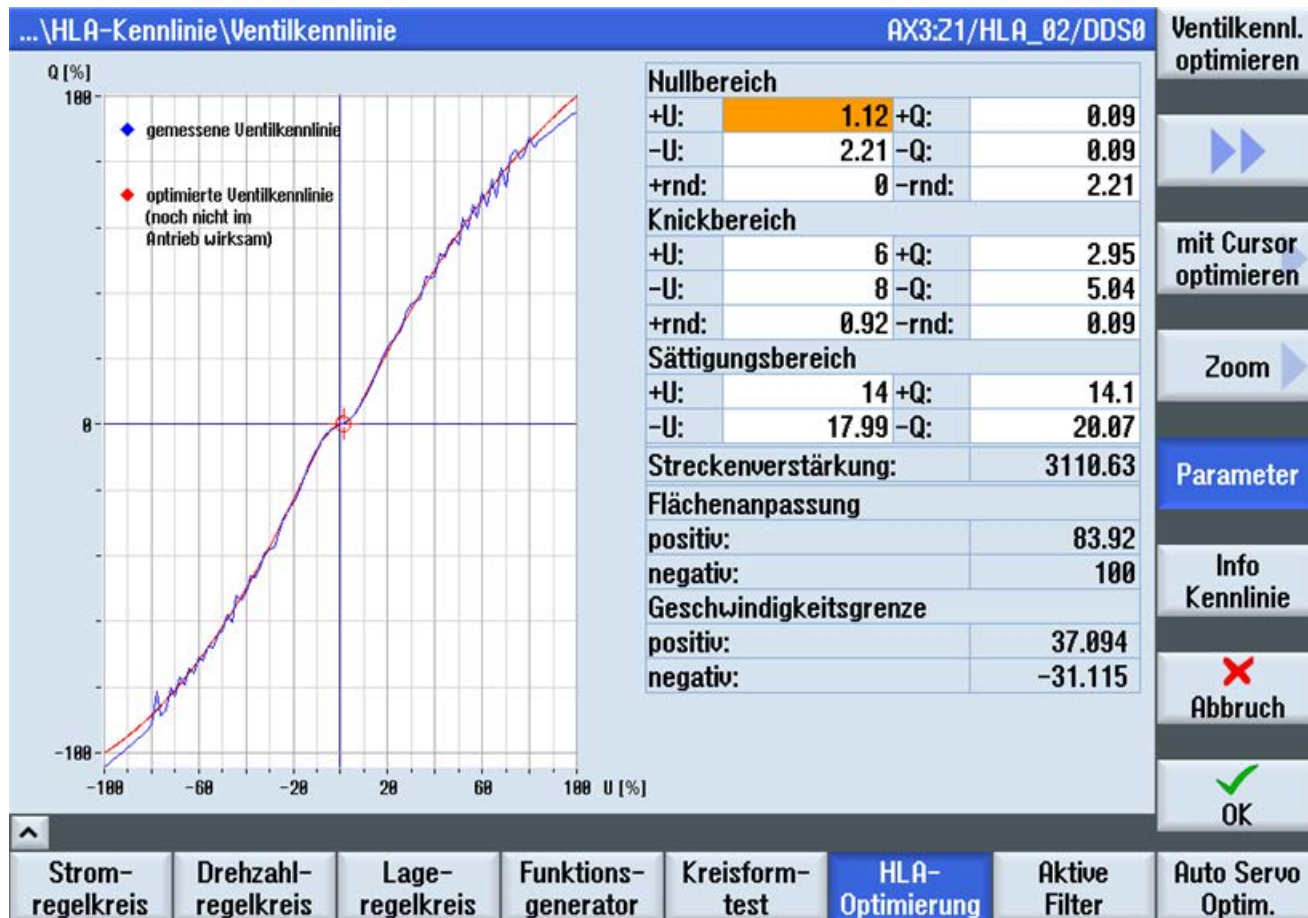 ...\HLA-Kennlinie\Ventilkennlinie
AX3:Z1/HLA_02/DDS0
Q [%]
100
gemessene Ventilkennlinie
optimierte Ventilkennlinie
(noch nicht im
Antrieb wirksam)
0
-100
-100 -60 -20 20 60 100 U [%]
Nullbereich
+U: 1.12 +Q: 0.09
-U: 2.21 -Q: 0.09
+rnd: 0 -rnd: 2.21
Knickbereich
+U: 6 +Q: 2.95
-U: 8 -Q: 5.04
+rnd: 0.92 -rnd: 0.09
Sättigungsbereich
+U: 14 +Q: 14.1
-U: 17.99 -Q: 20.07
Streckenverstärkung: 3110.63
Flächenanpassung
positiv: 83.92
negativ: 100
Geschwindigkeitsgrenze
positiv: 37.094
negativ: -31.115
Ventilkennl.
optimieren
mit Cursor
optimieren
Zoom
Parameter
Info
Kennlinie
Abbruch
OK
Strom-
regelkreis
Drehzahl-
regelkreis
Lage-
regelkreis
Funktions-
generator
Kreisform-
test
HLA-
Optimierung
Aktive
Filter
Auto Servo
Optim.